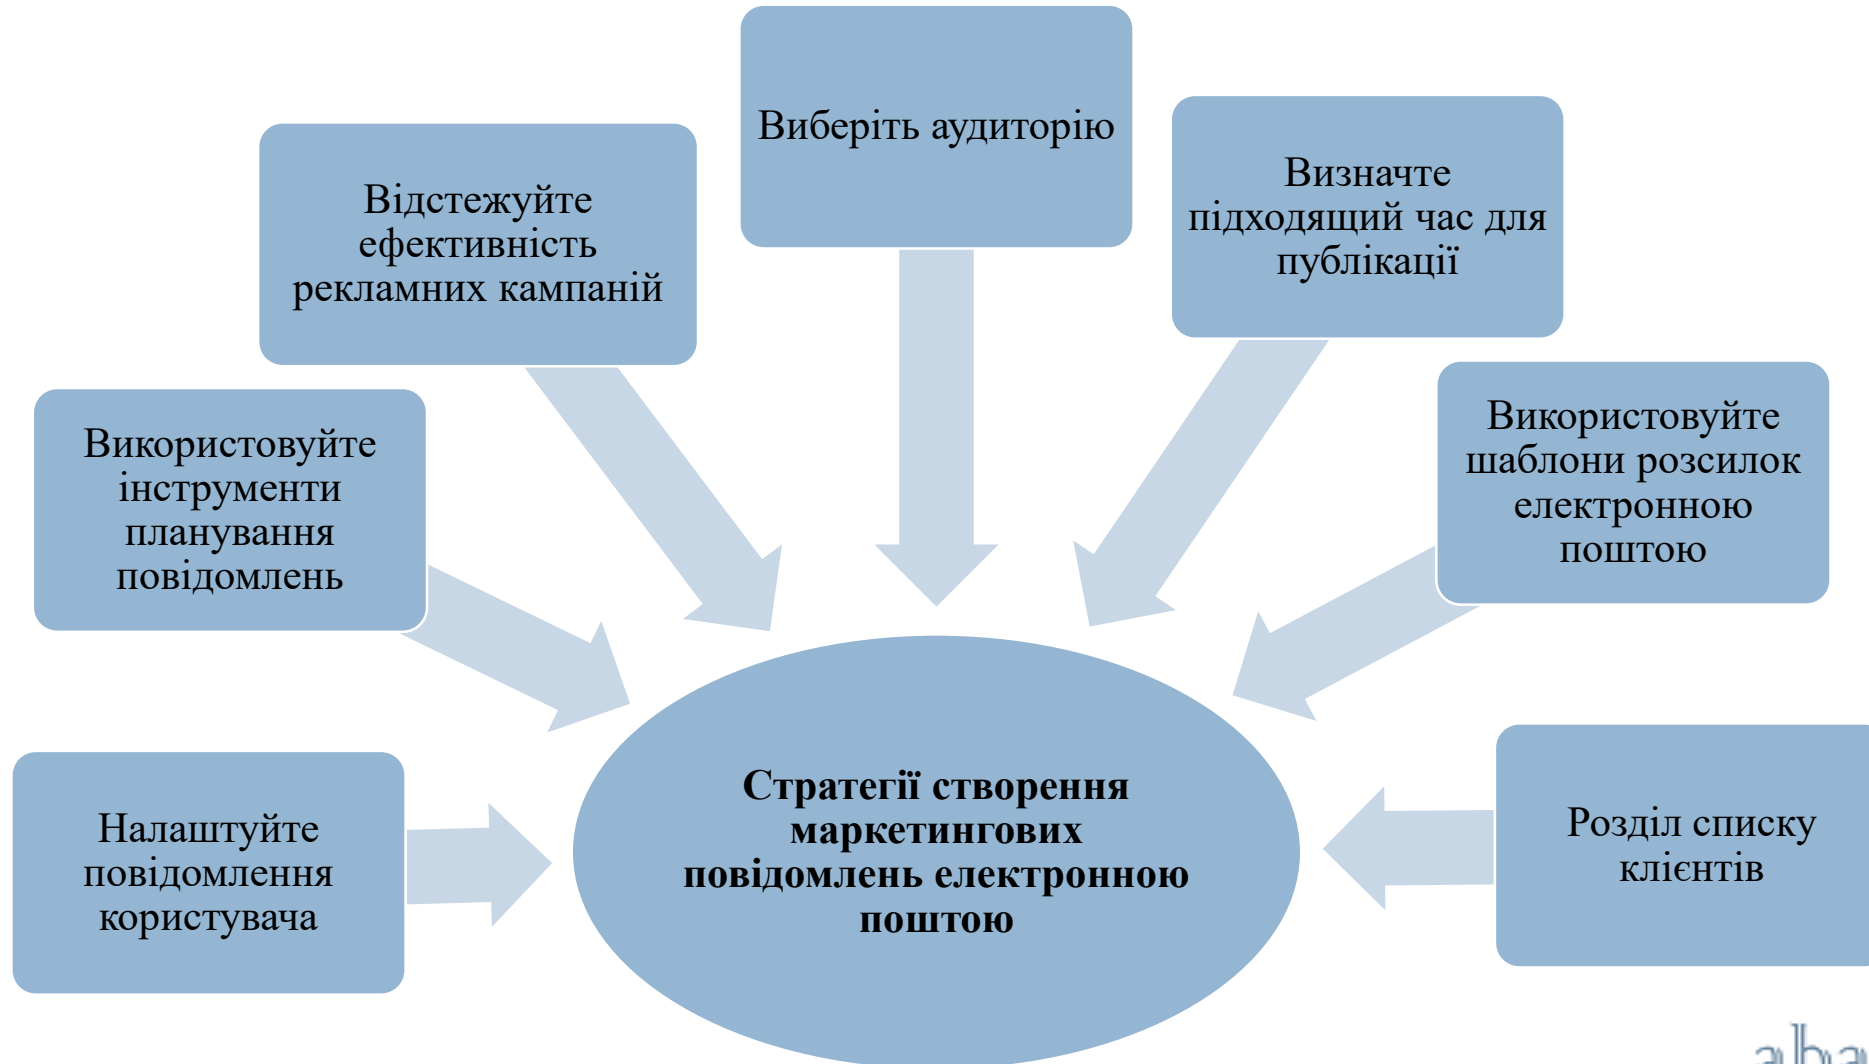 Виберіть аудиторію
Відстежуйте
ефективність
рекламних кампаній
Визначте
підходящий час для
публікації
Використовуйте
інструменти
планування
повідомлень
Використовуйте
шаблони розсилок
електронною
поштою
Налаштуйте
повідомлення
користувача
Стратегії створення
маркетингових
повідомлень електронною
поштою
Розділ списку
клієнтів